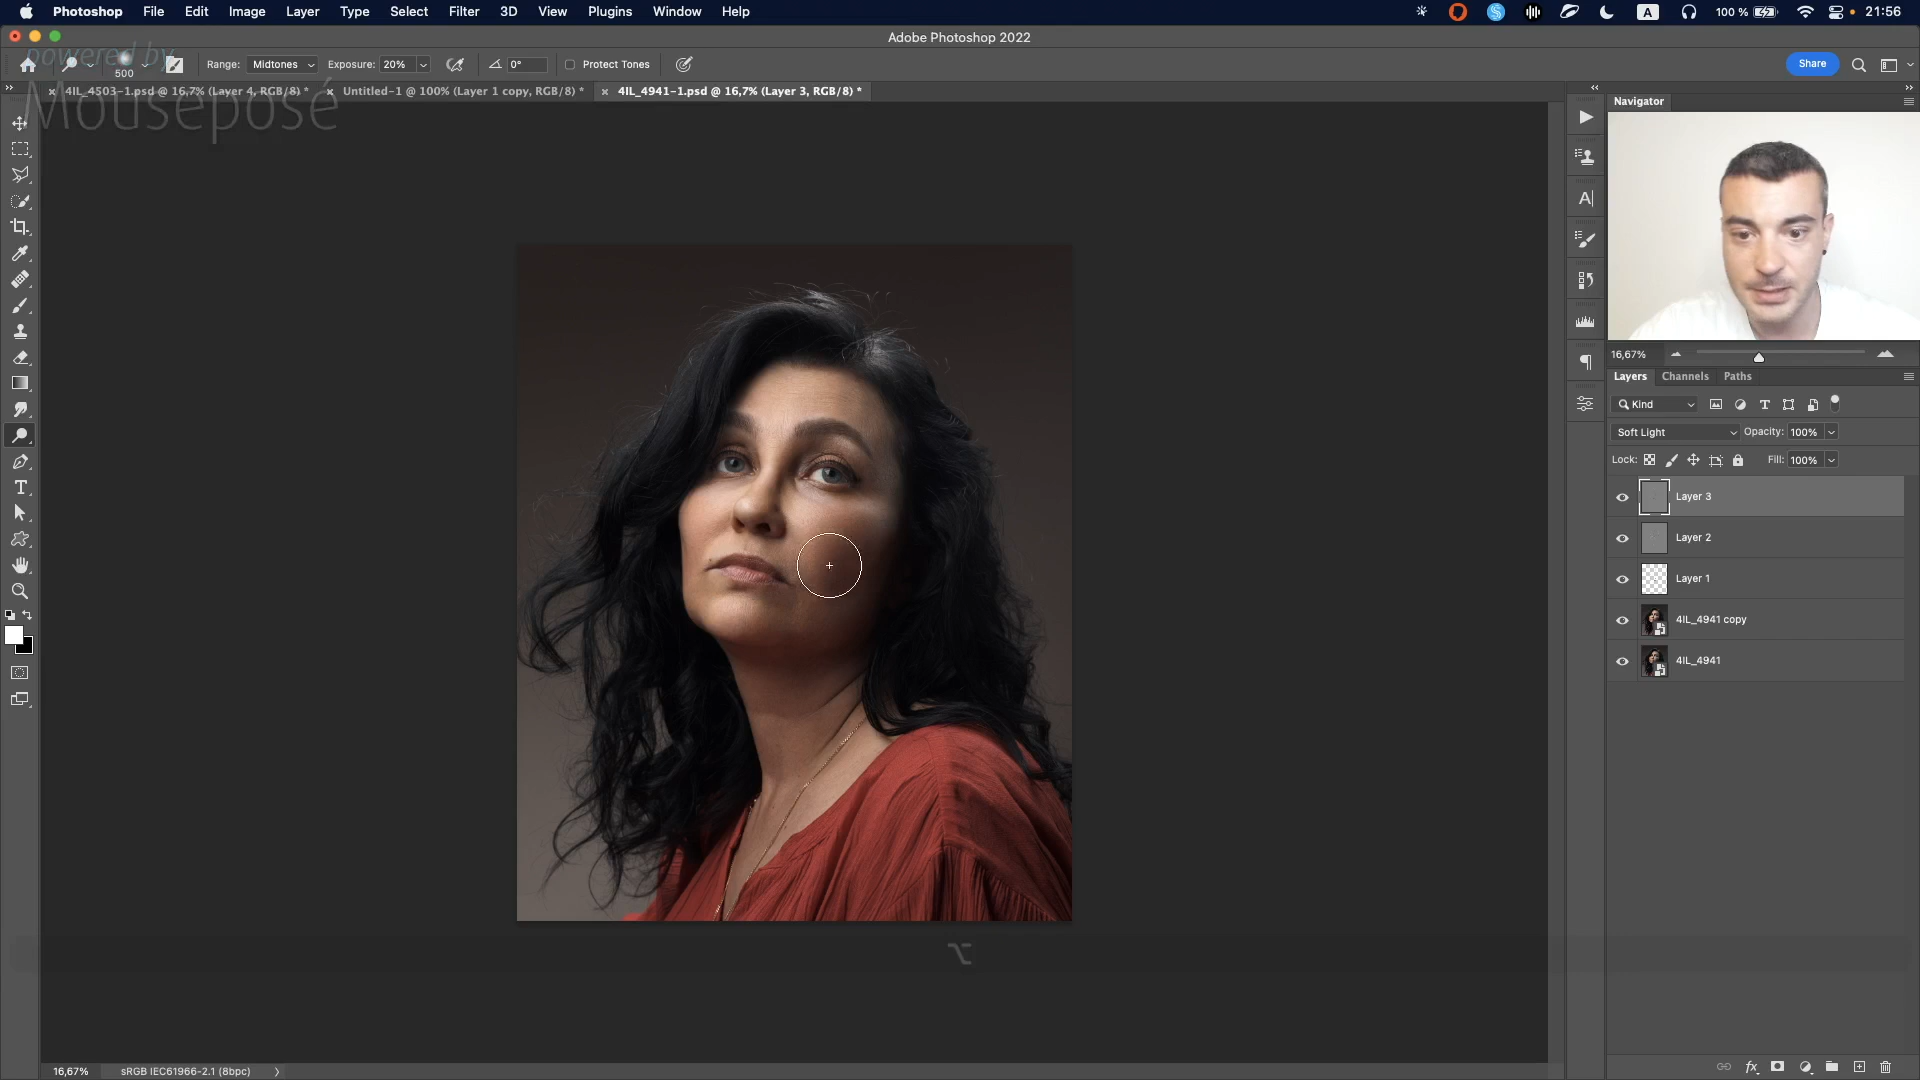 Photoshop File Edit Image Layer Type Select Filter 3D View Plugins Window Help A 100 % 21:56
Adobe Photoshop 2022
powered by
Mouseposé
500 Range: Midtones Exposure: 20% 0° Protect Tones Share
4IL_4503-1.psd @ 16,7% (Layer 4, RGB/8) * Untitled-1 @ 100% (Layer 1 copy, RGB/8) * 4IL_4941-1.psd @ 16,7% (Layer 3, RGB/8) *
Navigator
16,67%
Layers Channels Paths
Kind
Soft Light Opacity: 100%
Lock: Fill: 100%
Layer 3
Layer 2
Layer 1
4IL_4941 copy
4IL_4941
16,67% sRGB IEC61966-2.1 (8bpc)